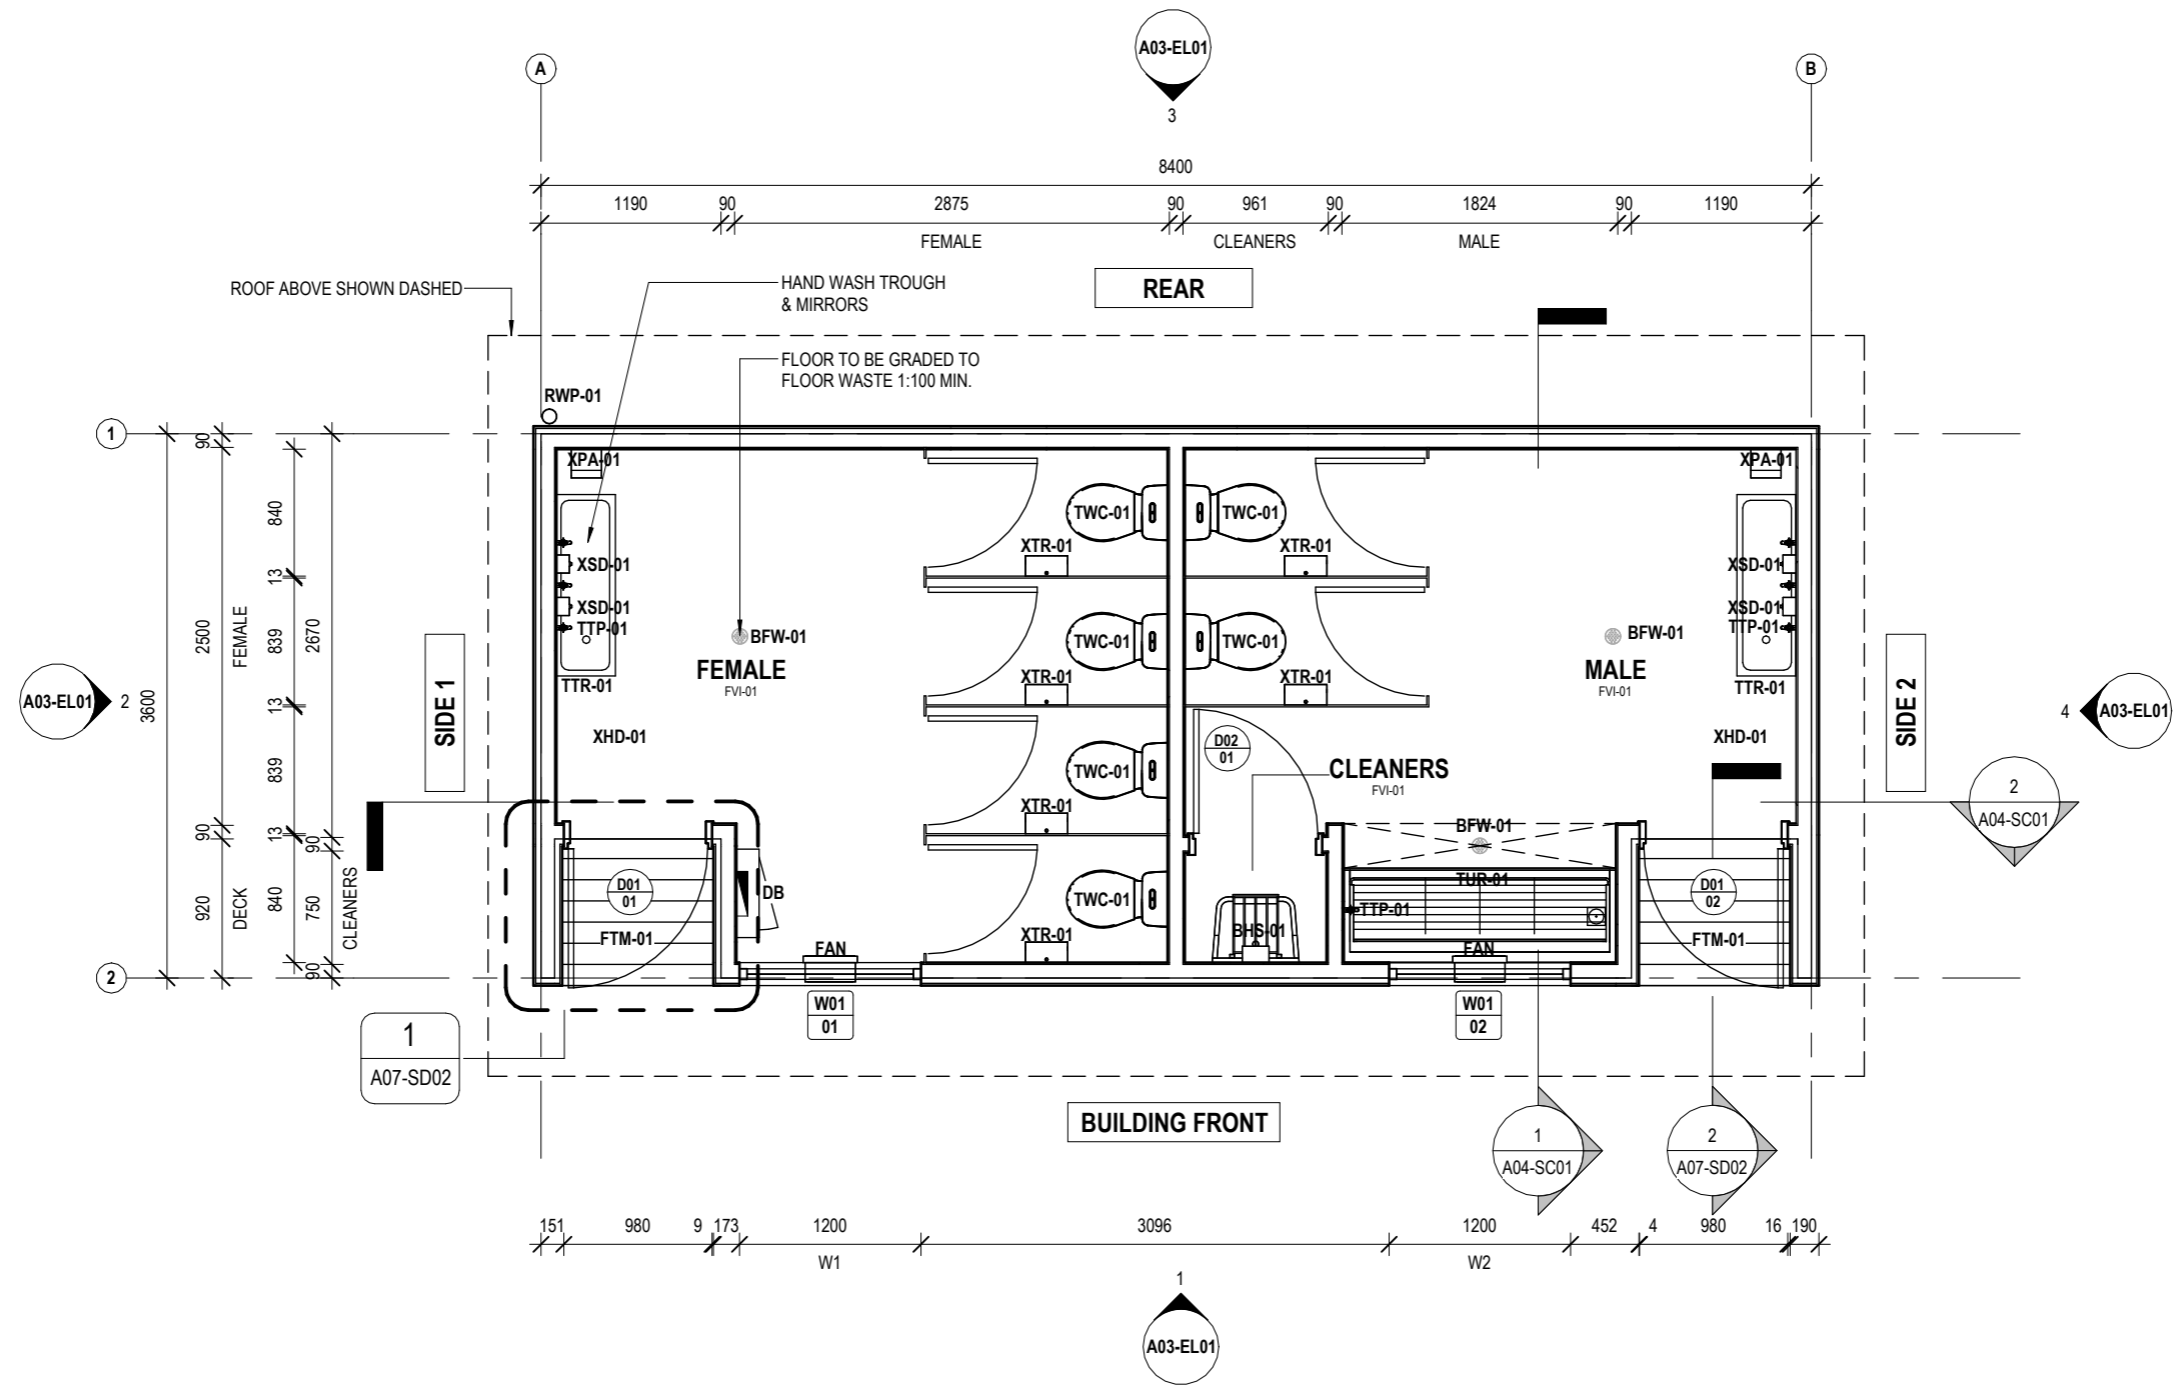 A03-EL01
3
A
B
8400
1190
90
2875
90
961
90
1824
90
1190
FEMALE
CLEANERS
MALE
ROOF ABOVE SHOWN DASHED
HAND WASH TROUGH
& MIRRORS
REAR
FLOOR TO BE GRADED TO
FLOOR WASTE 1:100 MIN.
RWP-01
1
2
3600
90
2500
90
920
FEMALE
DECK
840
13
839
13
839
13
840
2670
90
750
90
CLEANERS
A03-EL01
2
SIDE 1
XPA-01
XSD-01
XSD-01
TTP-01
TTR-01
XHD-01
BFW-01
FEMALE
FVI-01
TWC-01
XTR-01
TWC-01
XTR-01
TWC-01
XTR-01
TWC-01
XTR-01
TWC-01
XTR-01
TWC-01
XTR-01
XPA-01
XSD-01
XSD-01
TTP-01
TTR-01
XHD-01
BFW-01
MALE
FVI-01
D02
01
CLEANERS
FVI-01
BFW-01
TUR-01
TTP-01
BHS-01
FAN
FAN
D01
01
FTM-01
DB
D01
02
FTM-01
W01
01
W01
02
SIDE 2
4
A03-EL01
2
A04-SC01
1
A07-SD02
BUILDING FRONT
1
A04-SC01
2
A07-SD02
151
980
9
173
1200
3096
1200
452
4
980
16
190
W1
W2
1
A03-EL01